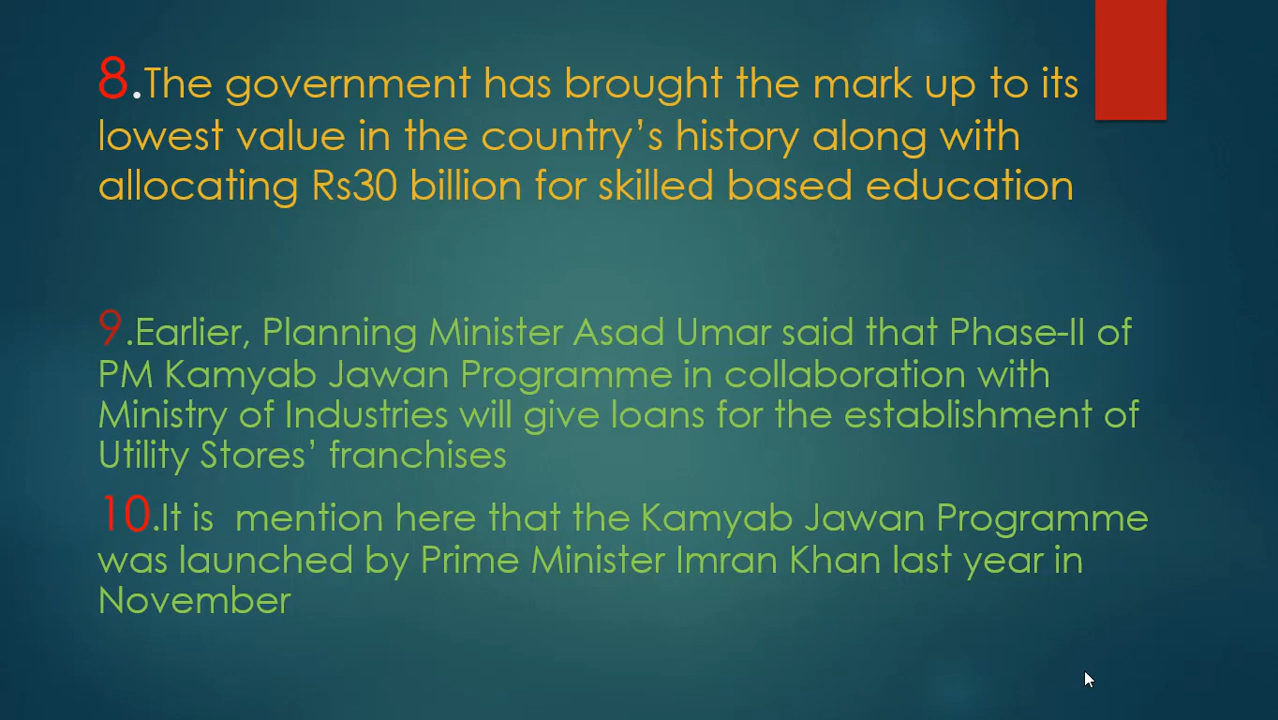 8.The government has brought the mark up to its
lowest value in the country’s history along with
allocating Rs30 billion for skilled based education
9.Earlier, Planning Minister Asad Umar said that Phase-II of
PM Kamyab Jawan Programme in collaboration with
Ministry of Industries will give loans for the establishment of
Utility Stores’ franchises
10.It is  mention here that the Kamyab Jawan Programme
was launched by Prime Minister Imran Khan last year in
November